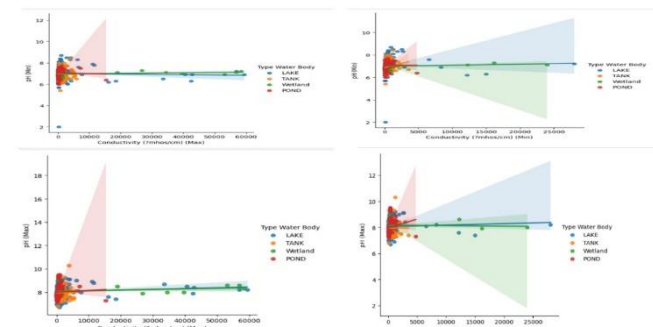 12
10
8
6
4
2
pH (Min)
0 10000 20000 30000 40000 50000 60000
Conductivity (?mhos/cm) (Max)
Type Water Body
LAKE
TANK
Wetland
POND
10
8
6
4
2
pH (Min)
0 5000 10000 15000 20000 25000
Conductivity (?mhos/cm) (Min)
Type Water Body
LAKE
TANK
Wetland
POND
18
16
14
12
10
8
pH (Max)
0 10000 20000 30000 40000 50000 60000
Type Water Body
LAKE
TANK
Wetland
POND
12
10
8
6
4
2
pH (Max)
0 5000 10000 15000 20000 25000
Type Water Body
LAKE
TANK
Wetland
POND